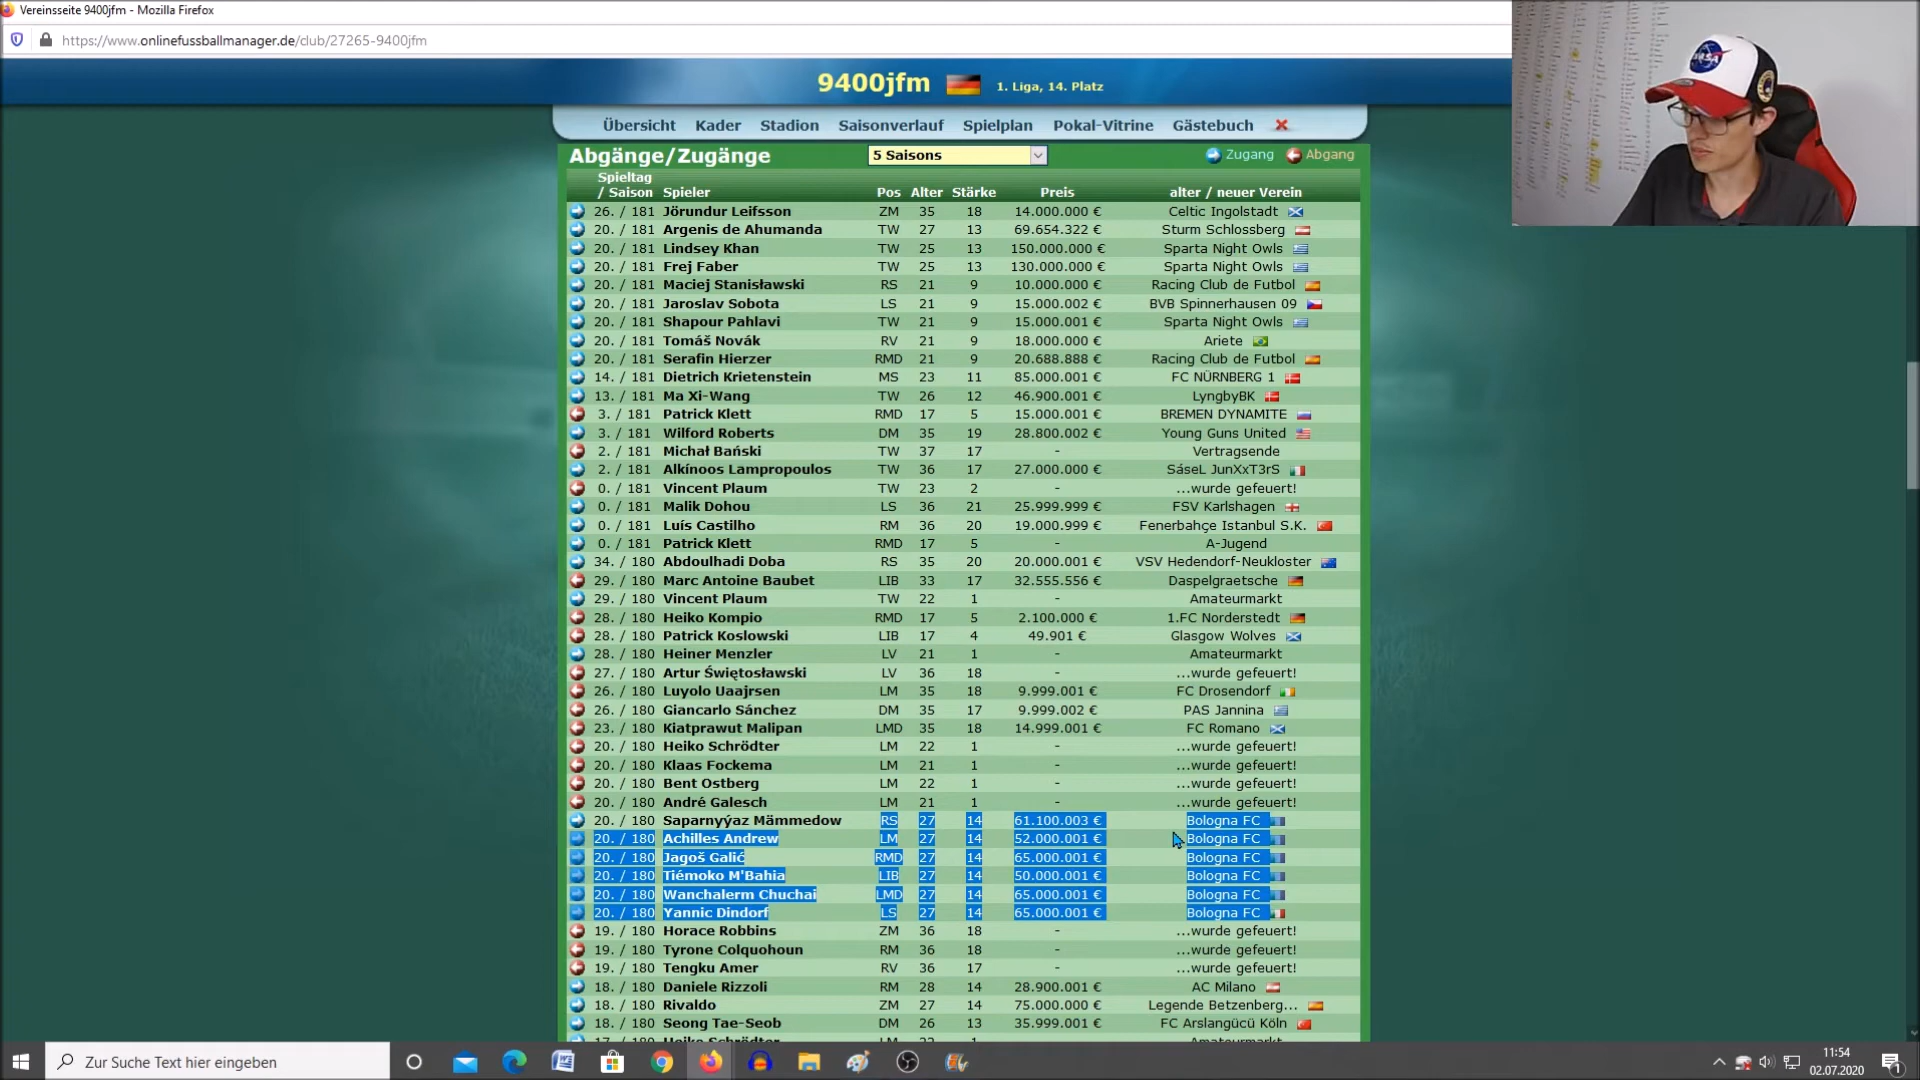 Vereinsseite 9400jfm - Mozilla Firefox
https://www.onlinefussballmanager.de/club/27265-9400jfm
9400jfm 1. Liga, 14. Platz
Übersicht Kader Stadion Saisonverlauf Spielplan Pokal-Vitrine Gästebuch
Abgänge/Zugänge 5 Saisons Zugang Abgang
Spieltag
/ Saison Spieler Pos Alter Stärke Preis alter / neuer Verein
26. / 181 Jörundur Leifsson ZM 35 18 14.000.000 € Celtic Ingolstadt
20. / 181 Argenis de Ahumanda TW 27 13 69.654.322 € Sturm Schlossberg
20. / 181 Lindsey Khan TW 25 13 150.000.000 € Sparta Night Owls
20. / 181 Frej Faber TW 25 13 130.000.000 € Sparta Night Owls
20. / 181 Maciej Stanisławski RS 21 9 10.000.000 € Racing Club de Futbol
20. / 181 Jaroslav Sobota LS 21 9 15.000.002 € BVB Spinnerhausen 09
20. / 181 Shapour Pahlavi TW 21 9 15.000.001 € Sparta Night Owls
20. / 181 Tomáš Novák RV 21 9 18.000.000 € Ariete
20. / 181 Serafin Hierzer RMD 21 9 20.688.888 € Racing Club de Futbol
14. / 181 Dietrich Krietenstein MS 23 11 85.000.001 € FC NÜRNBERG 1
13. / 181 Ma Xi-Wang TW 26 12 46.900.001 € LyngbyBK
3. / 181 Patrick Klett RMD 17 5 15.000.001 € BREMEN DYNAMITE
3. / 181 Wilford Roberts DM 35 19 28.800.002 € Young Guns United
2. / 181 Michał Bański TW 37 17 - Vertragsende
2. / 181 Alkínoos Lampropoulos TW 36 17 27.000.000 € SáseL JunXxT3rS
0. / 181 Vincent Plaum TW 23 2 - ...wurde gefeuert!
0. / 181 Malik Dohou LS 36 21 25.999.999 € FSV Karlshagen
0. / 181 Luís Castilho RM 36 20 19.000.999 € Fenerbahçe Istanbul S.K.
0. / 181 Patrick Klett RMD 17 5 - A-Jugend
34. / 180 Abdoulhadi Doba RS 35 20 20.000.001 € VSV Hedendorf-Neukloster
29. / 180 Marc Antoine Baubet LIB 33 17 32.555.556 € Daspelgraetsche
29. / 180 Vincent Plaum TW 22 1 - Amateurmarkt
28. / 180 Heiko Kompio RMD 17 5 2.100.000 € 1.FC Norderstedt
28. / 180 Patrick Koslowski LIB 17 4 49.901 € Glasgow Wolves
28. / 180 Heiner Menzler LV 21 1 - Amateurmarkt
27. / 180 Artur Świętosławski LV 36 18 - ...wurde gefeuert!
26. / 180 Luyolo Uaajrsen LM 35 18 9.999.001 € FC Drosendorf
26. / 180 Giancarlo Sánchez DM 35 17 9.999.002 € PAS Jannina
23. / 180 Kiatprawut Malipan LMD 35 18 14.999.001 € FC Romano
20. / 180 Heiko Schrödter LM 22 1 - ...wurde gefeuert!
20. / 180 Klaas Fockema LM 21 1 - ...wurde gefeuert!
20. / 180 Bent Ostberg LM 22 1 - ...wurde gefeuert!
20. / 180 André Galesch LM 21 1 - ...wurde gefeuert!
20. / 180 Saparnyýaz Mämmedow RS 27 14 61.100.003 € Bologna FC
20. / 180 Achilles Andrew LM 27 14 52.000.001 € Bologna FC
20. / 180 Jagoš Galić RMD 27 14 65.000.001 € Bologna FC
20. / 180 Tiémoko M'Bahia LIB 27 14 50.000.001 € Bologna FC
20. / 180 Wanchalerm Chuchai LMD 27 14 65.000.001 € Bologna FC
20. / 180 Yannic Dindorf LS 27 14 65.000.001 € Bologna FC
19. / 180 Horace Robbins ZM 36 18 - ...wurde gefeuert!
19. / 180 Tyrone Colquohoun RM 36 18 - ...wurde gefeuert!
19. / 180 Tengku Amer RV 36 17 - ...wurde gefeuert!
18. / 180 Daniele Rizzoli RM 28 14 28.900.001 € AC Milano
18. / 180 Rivaldo ZM 27 14 75.000.000 € Legende Betzenberg...
18. / 180 Seong Tae-Seob DM 26 13 35.999.001 € FC Arslangücü Köln
NASA
Zur Suche Text hier eingeben
11:54
02.07.2020